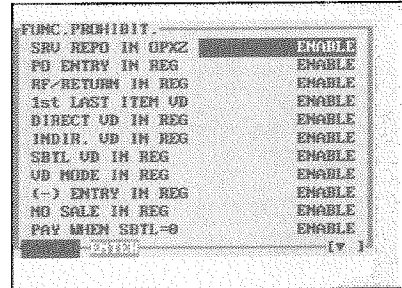 FUNC.PROHIBIT.
SRV REPO IN OPXZ ENABLE
PO ENTRY IN REG ENABLE
RF/RETURN IN REG ENABLE
1st LAST ITEM VD ENABLE
DIRECT VD IN REG ENABLE
INDIR. VD IN REG ENABLE
SBTL VD IN REG ENABLE
VD MODE IN REG ENABLE
(-) ENTRY IN REG ENABLE
NO SALE IN REG ENABLE
PAY WHEN SBTL=0 ENABLE
ENTER [▼ ]